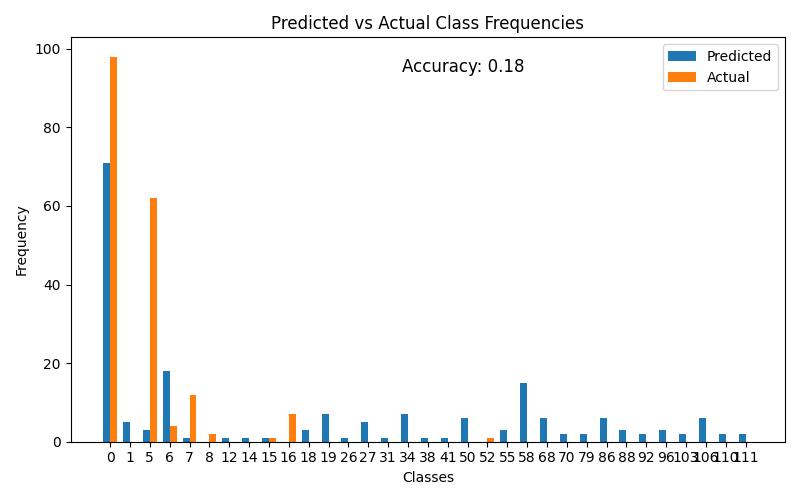 Predicted vs Actual Class Frequencies
100
80
60
40
20
0
Frequency
Accuracy: 0.18
Predicted
Actual
0 1 5 6 7 8 12 14 15 16 18 19 26 27 31 34 38 41 50 52 55 58 68 70 79 86 88 92 96 103 106 110 111
Classes